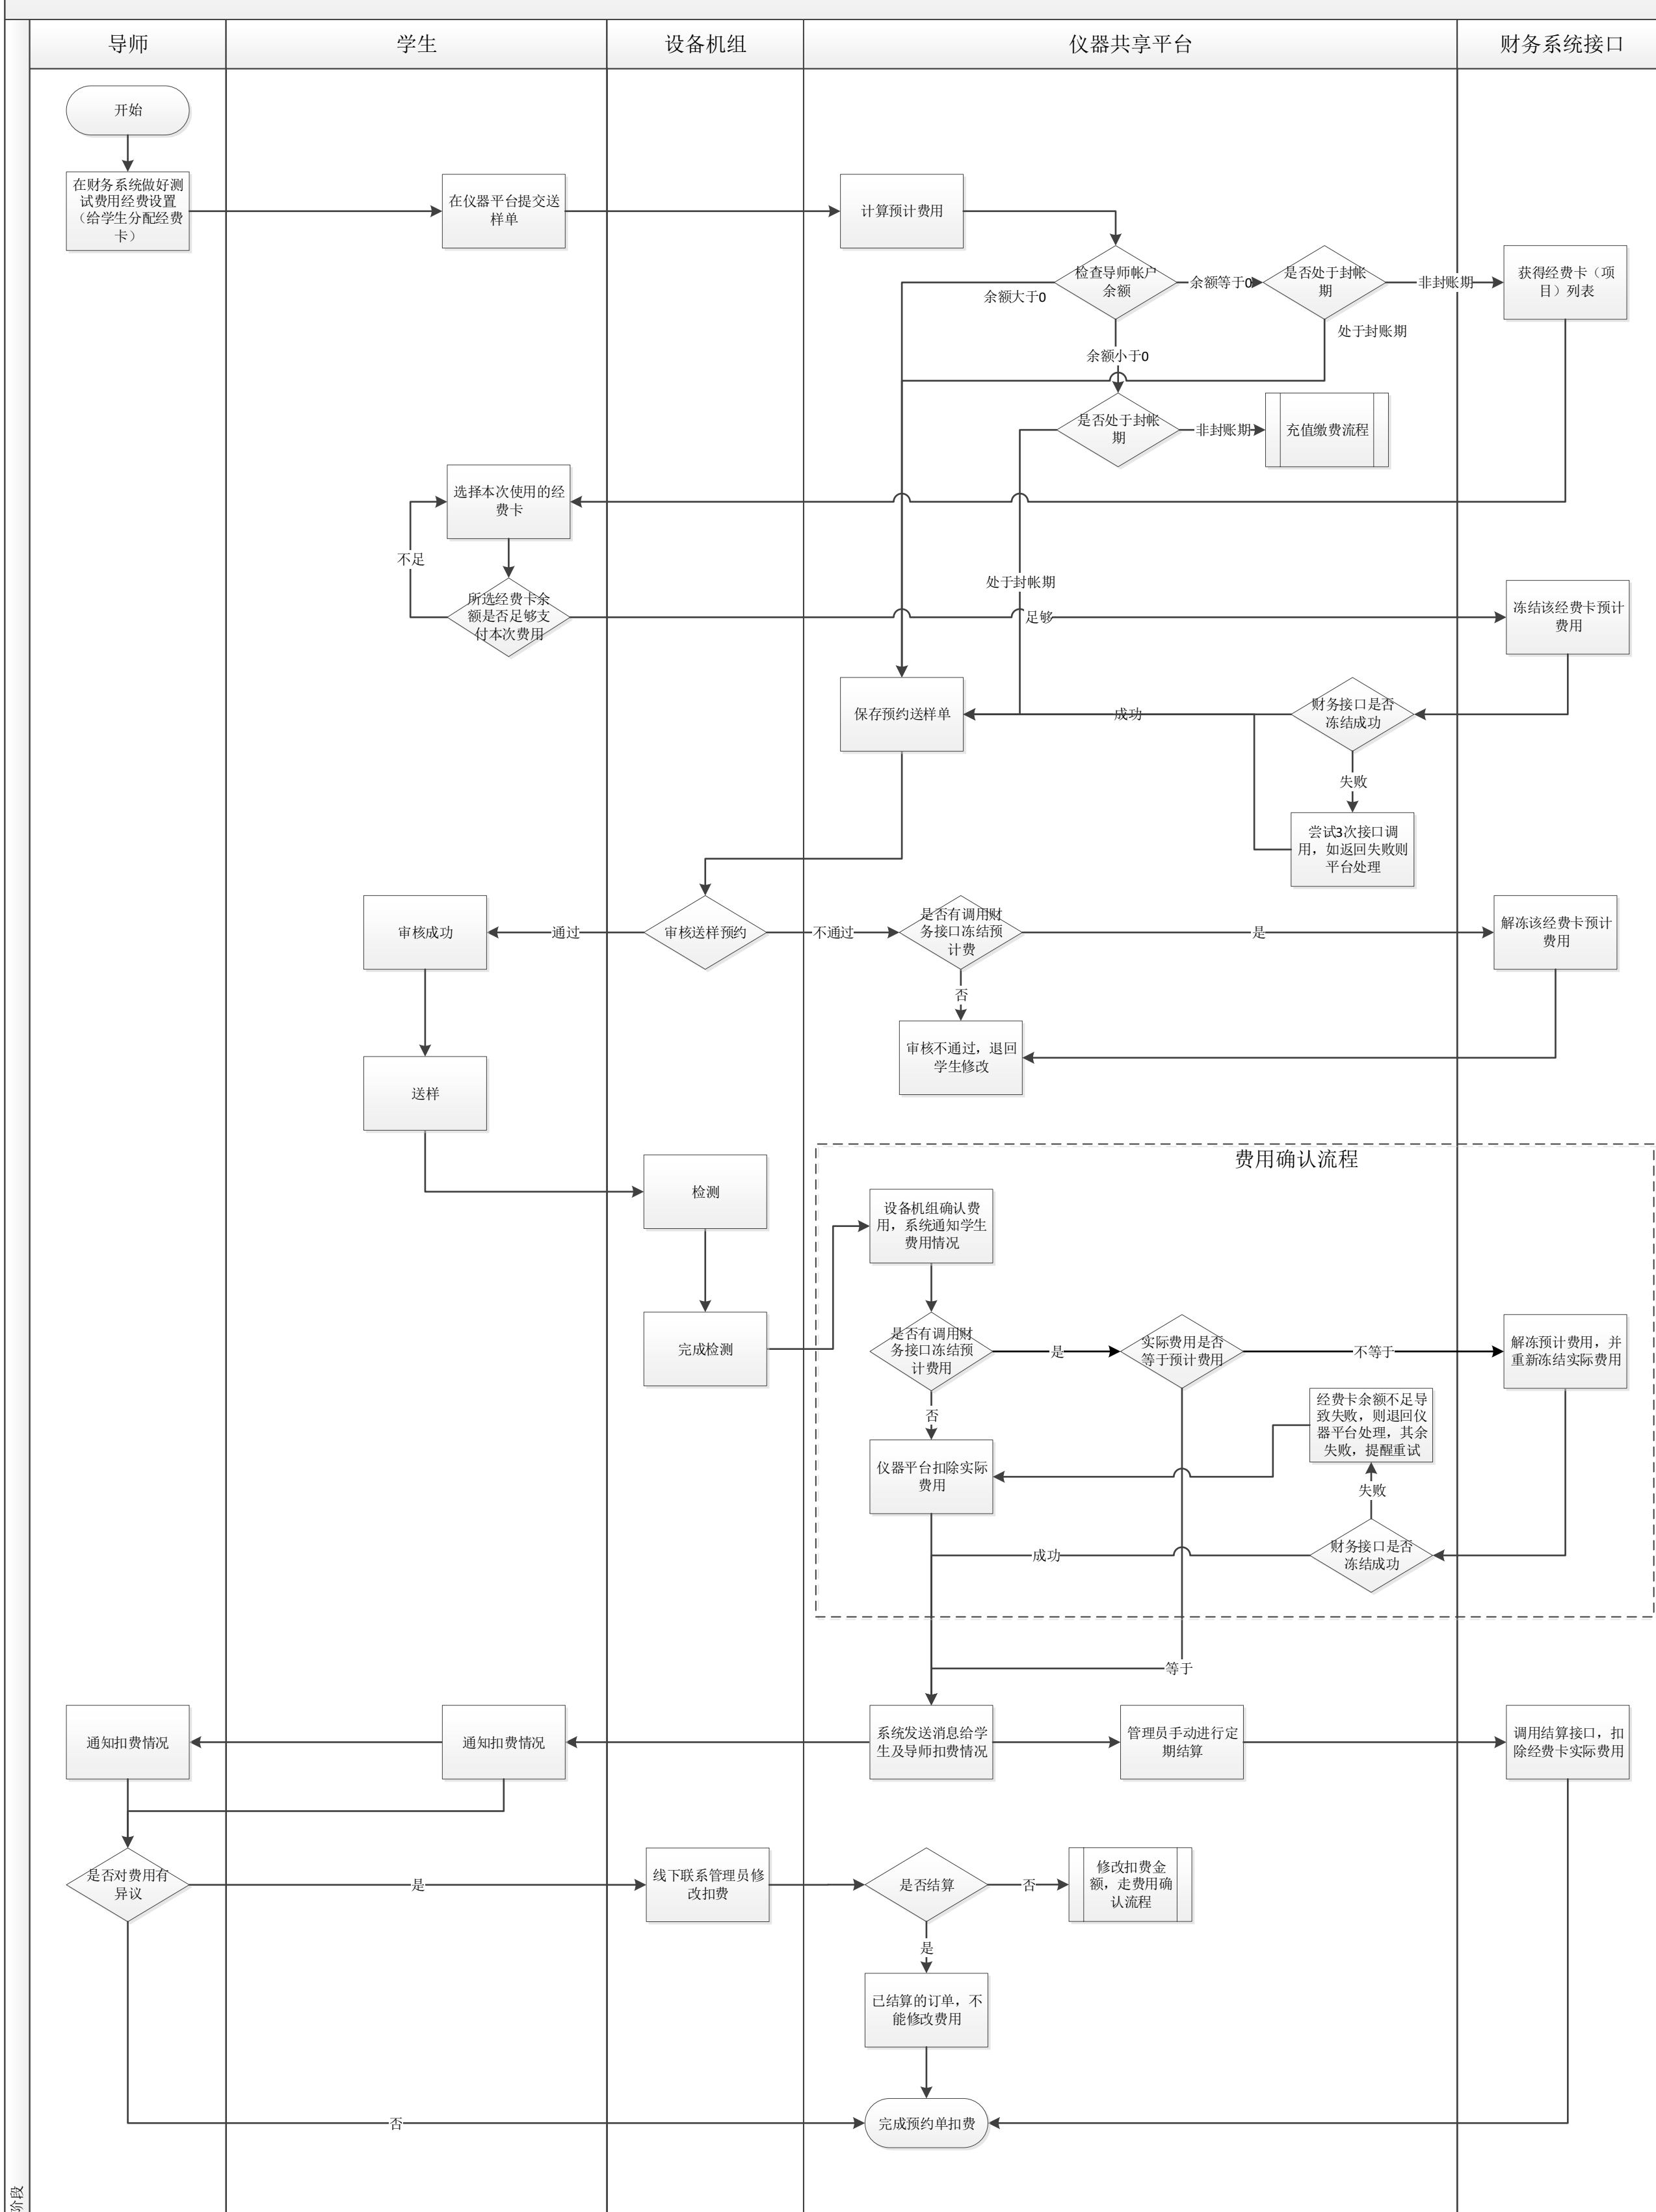 导师
学生
设备机组
仪器共享平台
财务系统接口
开始
在财务系统做好测
试费用经费设置
（给学生分配经费
卡）
在仪器平台提交送
样单
计算预计费用
检查导师帐户
余额
余额等于0
是否处于封帐
期
非封账期
获得经费卡（项
目）列表
余额大于0
处于封账期
余额小于0
是否处于封帐
期
非封账期
充值缴费流程
选择本次使用的经
费卡
不足
处于封帐期
所选经费卡余
额是否足够支
付本次费用
足够
冻结该经费卡预计
费用
保存预约送样单
成功
财务接口是否
冻结成功
失败
尝试3次接口调
用，如返回失败则
平台处理
审核成功
通过
审核送样预约
不通过
是否有调用财
务接口冻结预
计费
是
解冻该经费卡预计
费用
否
审核不通过，退回
学生修改
送样
费用确认流程
检测
设备机组确认费
用，系统通知学生
费用情况
完成检测
是否有调用财
务接口冻结预
计费用
是
实际费用是否
等于预计费用
不等于
解冻预计费用，并
重新冻结实际费用
否
经费卡余额不足导
致失败，则退回仪
器平台处理，其余
失败，提醒重试
仪器平台扣除实际
费用
失败
成功
财务接口是否
冻结成功
等于
通知扣费情况
通知扣费情况
系统发送消息给学
生及导师扣费情况
管理员手动进行定
期结算
调用结算接口，扣
除经费卡实际费用
是否对费用有
异议
是
线下联系管理员修
改扣费
是否结算
否
修改扣费金
额，走费用确
认流程
是
已结算的订单，不
能修改费用
否
完成预约单扣费
阶段